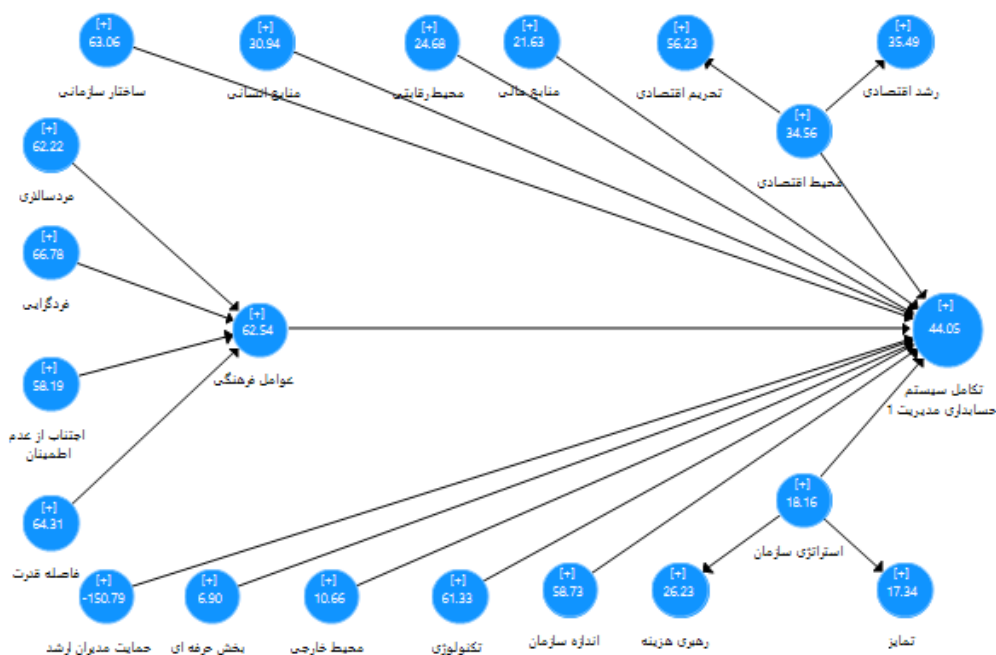 [+]
63.06
ساختار سازمانی
[+]
30.94
منابع انسانی
[+]
24.68
محیط رقابتی
[+]
21.63
منابع مالی
[+]
56.23
تحریم اقتصادی
[+]
35.49
رشد اقتصادی
[+]
34.56
محیط اقتصادی
[+]
62.22
مردسالاری
[+]
66.78
فردگرایی
[+]
62.54
عوامل فرهنگی
[+]
44.05
تکامل سیستم
حسابداری مدیریت 1
[+]
58.19
اجتناب از عدم
اطمینان
[+]
64.31
فاصله قدرت
[+]
18.16
استراتژی سازمان
[+]
-150.79
حمایت مدیران ارشد
[+]
6.90
بخش حرفه ای
[+]
10.66
محیط خارجی
[+]
61.33
تکنولوژی
[+]
58.73
اندازه سازمان
[+]
26.23
رهبری هزینه
[+]
17.34
تمایز